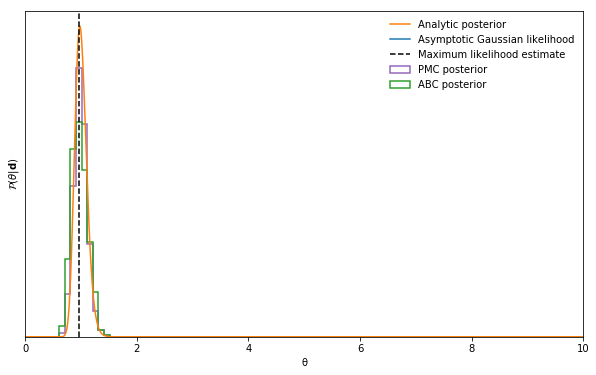 Analytic posterior
Asymptotic Gaussian likelihood
Maximum likelihood estimate
PMC posterior
ABC posterior
𝒫(θ|d)
0 2 4 6 8 10
θ